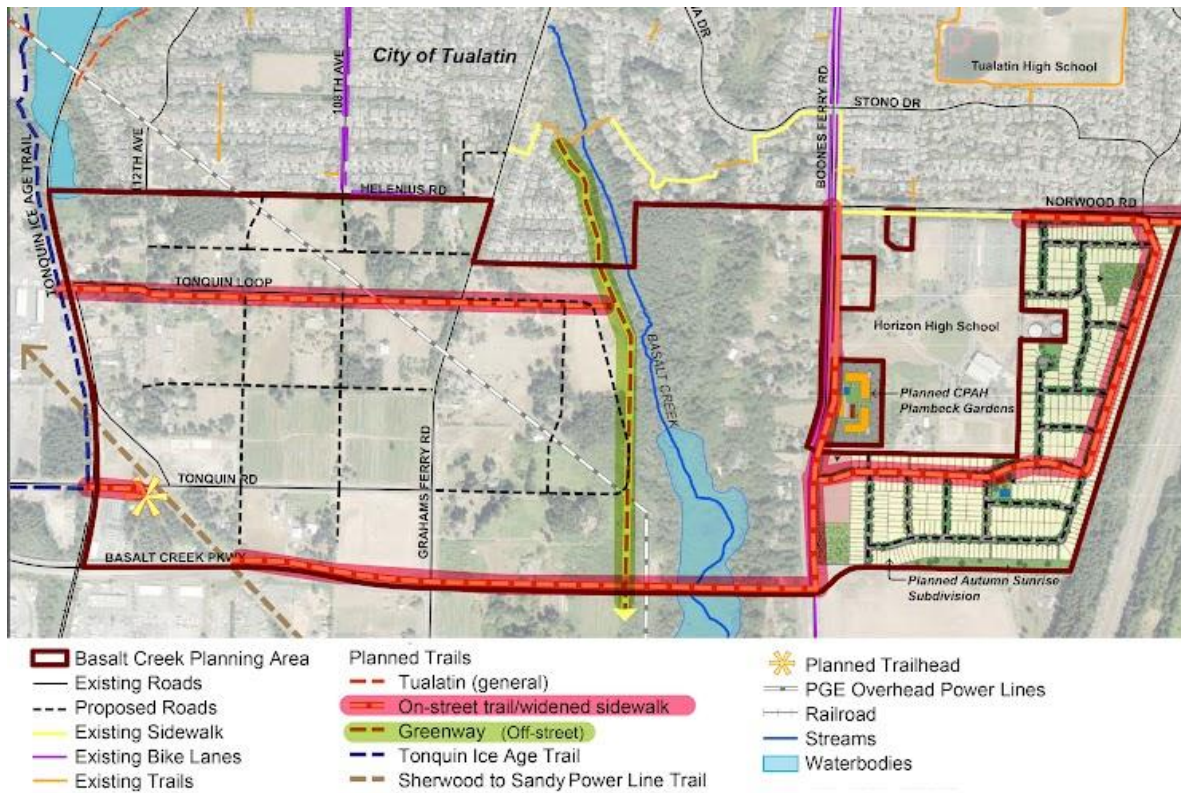 City of Tualatin
108TH AVE
112TH AVE
TONQUIN ICE AGE TRAIL
BOONES FERRY RD
Tualatin High School
STONO DR
HELENIUS RD
NORWOOD RD
TONQUIN LOOP
BASALT CREEK
Horizon High School
Planned CPAH
Plambeck Gardens
GRAHAMS FERRY RD
TONQUIN RD
BASALT CREEK PKWY
Planned Autumn Sunrise
Subdivision
Basalt Creek Planning Area
Existing Roads
Proposed Roads
Existing Sidewalk
Existing Bike Lanes
Existing Trails
Planned Trails
Tualatin (general)
On-street trail/widened sidewalk
Greenway (Off-street)
Tonquin Ice Age Trail
Sherwood to Sandy Power Line Trail
Planned Trailhead
PGE Overhead Power Lines
Railroad
Streams
Waterbodies